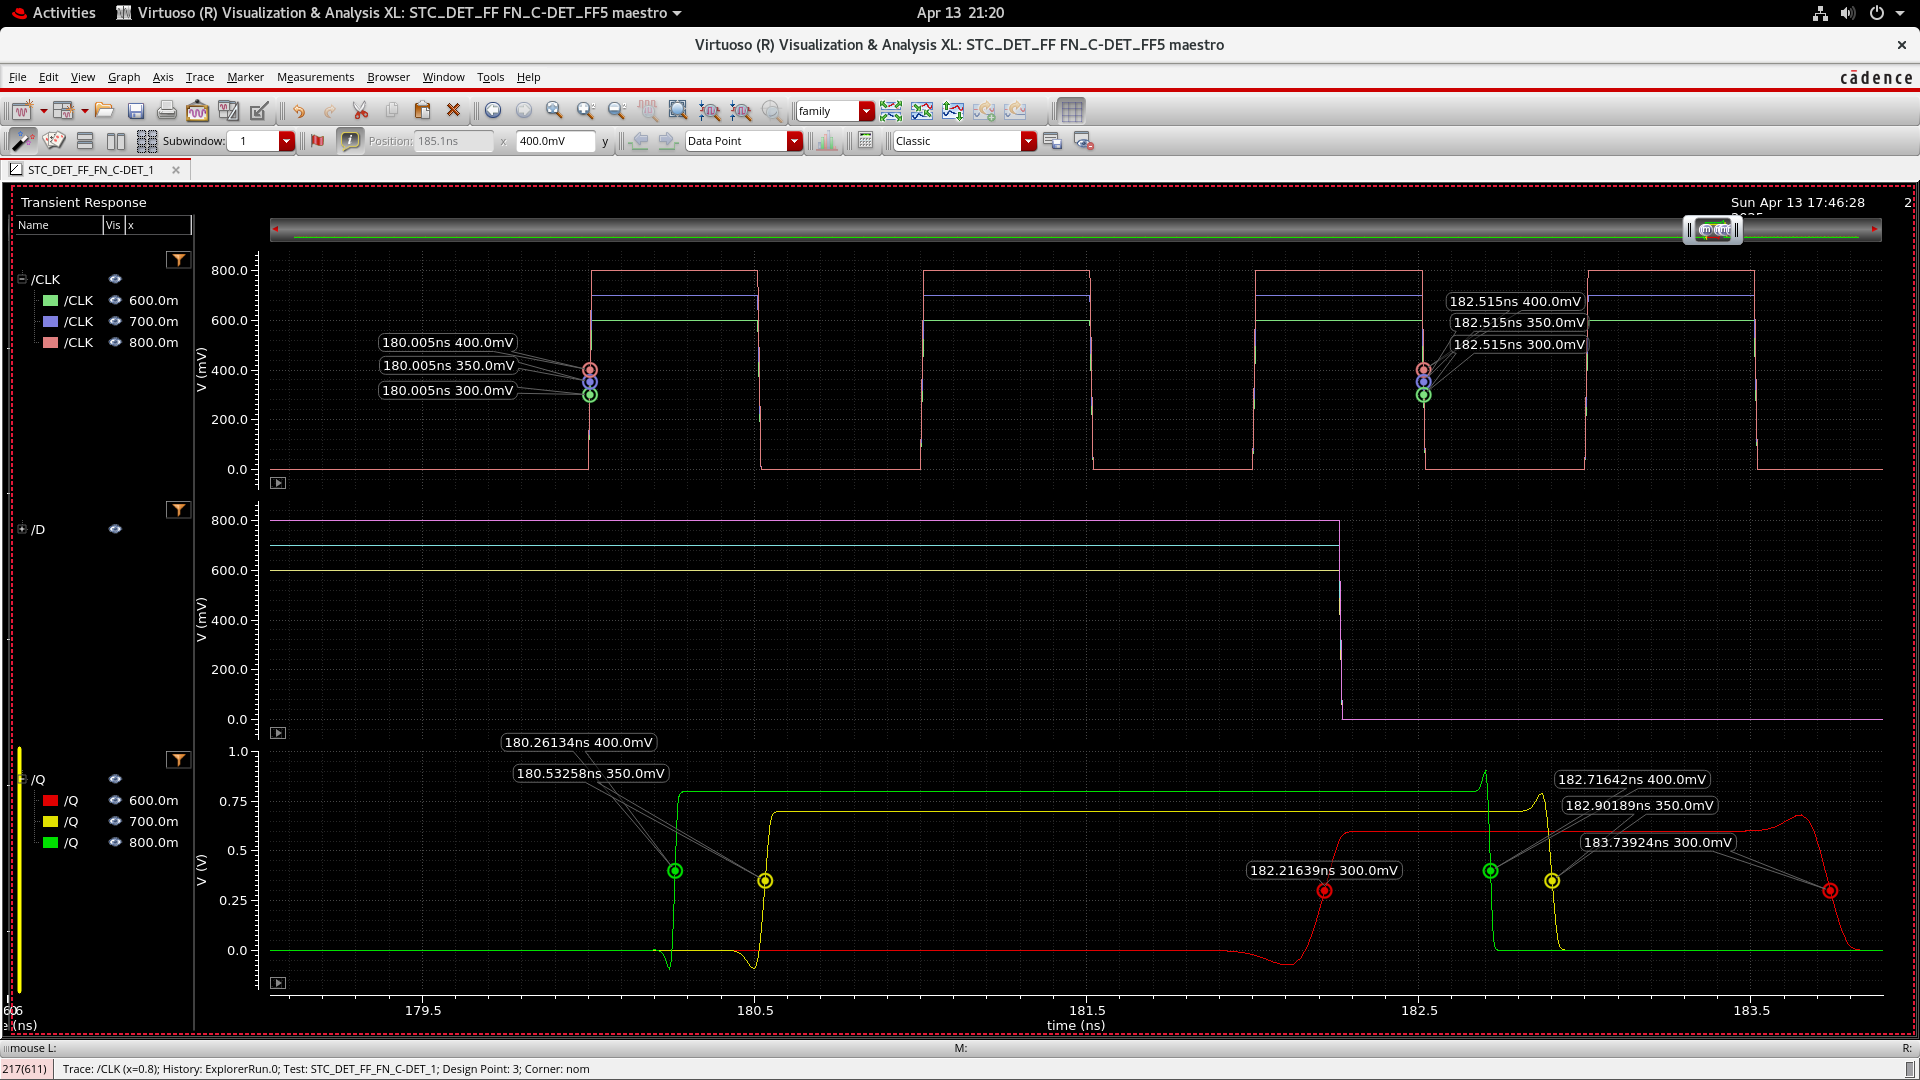 Activities
Virtuoso (R) Visualization & Analysis XL: STC_DET_FF FN_C-DET_FF5 maestro
Apr 13 21:20
Virtuoso (R) Visualization & Analysis XL: STC_DET_FF FN_C-DET_FF5 maestro
File Edit View Graph Axis Trace Marker Measurements Browser Window Tools Help
cādence
family
Subwindow: 1
Position: 185.1ns x 400.0mV y
Data Point
Classic
STC_DET_FF_FN_C-DET_1
Transient Response
Sun Apr 13 17:46:28 2
Name Vis x
/CLK
/CLK 600.0m
/CLK 700.0m
/CLK 800.0m
V (mV)
800.0
600.0
400.0
200.0
0.0
180.005ns 400.0mV
180.005ns 350.0mV
180.005ns 300.0mV
182.515ns 400.0mV
182.515ns 350.0mV
182.515ns 300.0mV
/D
V (mV)
800.0
600.0
400.0
200.0
0.0
/Q
/Q 600.0m
/Q 700.0m
/Q 800.0m
V (V)
1.0
0.75
0.5
0.25
0.0
180.26134ns 400.0mV
180.53258ns 350.0mV
182.21639ns 300.0mV
182.71642ns 400.0mV
182.90189ns 350.0mV
183.73924ns 300.0mV
179.5 180.5 181.5 182.5 183.5
e (ns)
time (ns)
mouse L: M: R:
217(611)
Trace: /CLK (x=0.8); History: ExplorerRun.0; Test: STC_DET_FF_FN_C-DET_1; Design Point: 3; Corner: nom